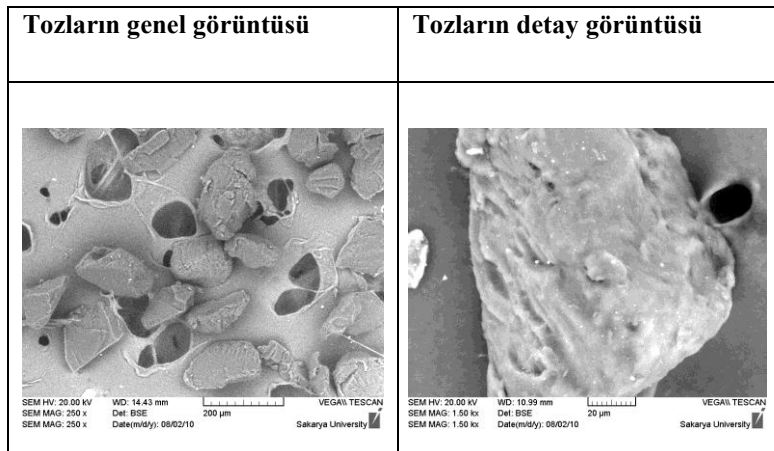 Tozların genel görüntüsü
Tozların detay görüntüsü
SEM HV: 20.00 kV WD: 14.43 mm VEGA\\ TESCAN
SEM MAG: 250 x Det: BSE 200 µm
SEM MAG: 250 x Date(m/d/y): 08/02/10 Sakarya University
SEM HV: 20.00 kV WD: 10.99 mm VEGA\\ TESCAN
SEM MAG: 1.50 kx Det: BSE 20 µm
SEM MAG: 1.50 kx Date(m/d/y): 08/02/10 Sakarya University